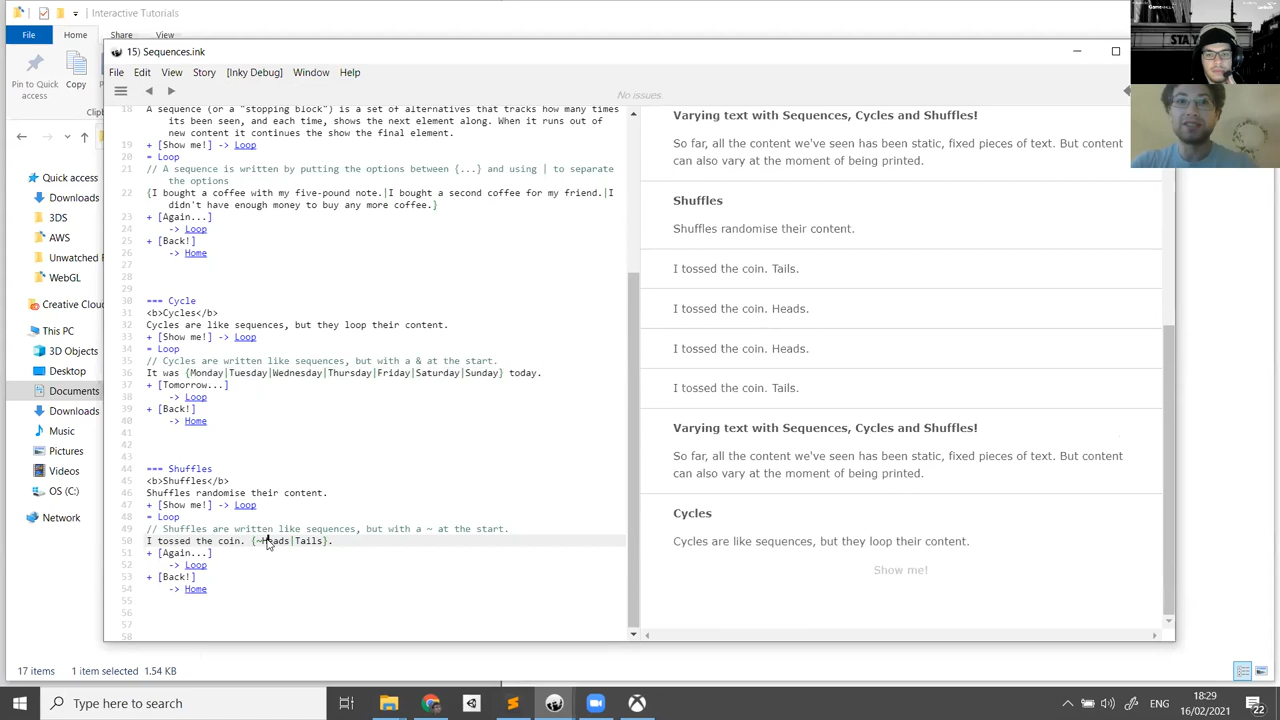 Interactive Tutorials
File
Home
Share
View
Pin to Quick
access
Copy
Clip
Quick access
Downloads
3DS
AWS
Unwatched
WebGL
Creative Cloud
This PC
3D Objects
Desktop
Documents
Downloads
Music
Pictures
Videos
OS (C:)
Network
17 items
1 item selected
1.54 KB
15) Sequences.ink
File
Edit
View
Story
[Inky Debug]
Window
Help
No issues.
18 A sequence (or a "stopping block") is a set of alternatives that tracks how many times
its been seen, and each time, shows the next element along. When it runs out of
new content it continues the show the final element.
19 + [Show me!] -> Loop
20 = Loop
21 // A sequence is written by putting the options between {...} and using | to separate
the options
22 {I bought a coffee with my five-pound note.|I bought a second coffee for my friend.|I
didn't have enough money to buy any more coffee.}
23 + [Again...]
24 -> Loop
25 + [Back!]
26 -> Home
27
28
29
30 === Cycle
31 <b>Cycles</b>
32 Cycles are like sequences, but they loop their content.
33 + [Show me!] -> Loop
34 = Loop
35 // Cycles are written like sequences, but with a & at the start.
36 It was {Monday|Tuesday|Wednesday|Thursday|Friday|Saturday|Sunday} today.
37 + [Tomorrow...]
38 -> Loop
39 + [Back!]
40 -> Home
41
42
43
44 === Shuffles
45 <b>Shuffles</b>
46 Shuffles randomise their content.
47 + [Show me!] -> Loop
48 = Loop
49 // Shuffles are written like sequences, but with a ~ at the start.
50 I tossed the coin. {~Heads|Tails}.
51 + [Again...]
52 -> Loop
53 + [Back!]
54 -> Home
55
56
57
58
Varying text with Sequences, Cycles and Shuffles!
So far, all the content we've seen has been static, fixed pieces of text. But content
can also vary at the moment of being printed.
Shuffles
Shuffles randomise their content.
I tossed the coin. Tails.
I tossed the coin. Heads.
I tossed the coin. Heads.
I tossed the coin. Tails.
Varying text with Sequences, Cycles and Shuffles!
So far, all the content we've seen has been static, fixed pieces of text. But content
can also vary at the moment of being printed.
Cycles
Cycles are like sequences, but they loop their content.
Show me!
Type here to search
ENG
18:29
16/02/2021
22